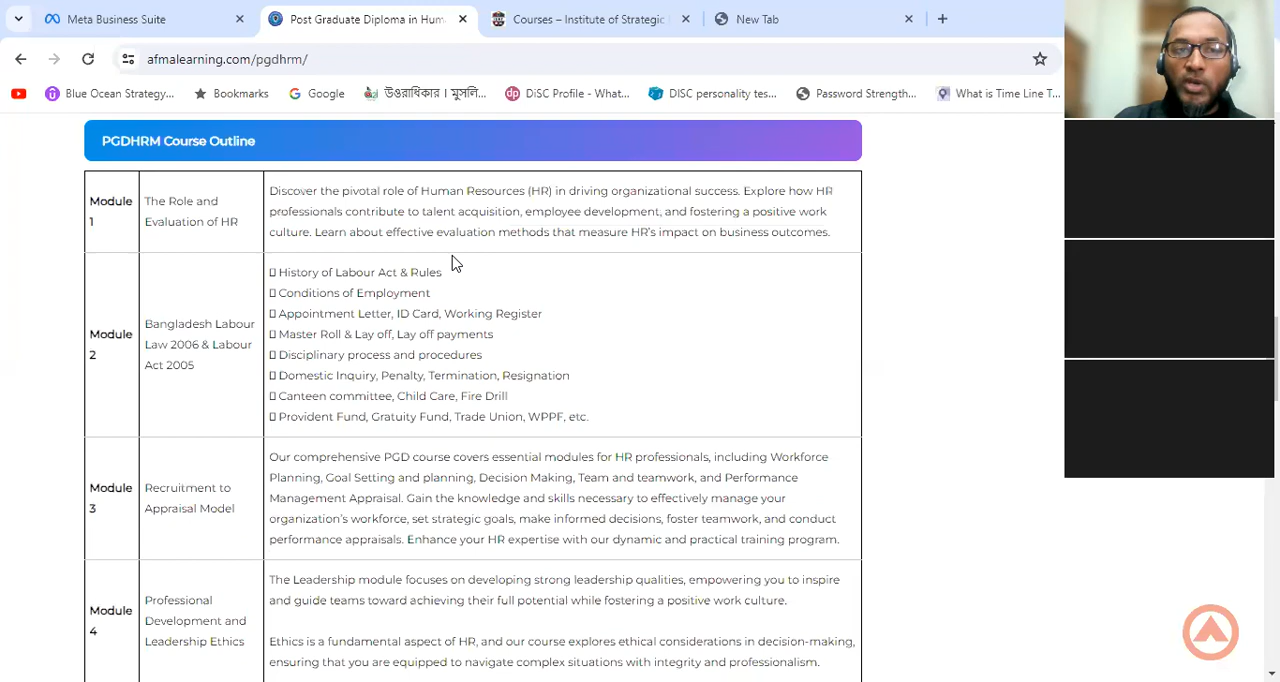 Meta Business Suite
Post Graduate Diploma in Hum
Courses – Institute of Strategic
New Tab
afmalearning.com/pgdhrm/
Blue Ocean Strategy...
Bookmarks
Google
উত্তরাধিকার । মুসলি...
DiSC Profile - What...
DISC personality tes...
Password Strength...
What is Time Line T...
PGDHRM Course Outline
Module
1
The Role and
Evaluation of HR
Discover the pivotal role of Human Resources (HR) in driving organizational success. Explore how HR
professionals contribute to talent acquisition, employee development, and fostering a positive work
culture. Learn about effective evaluation methods that measure HR's impact on business outcomes.
Module
2
Bangladesh Labour
Law 2006 & Labour
Act 2005
History of Labour Act & Rules
Conditions of Employment
Appointment Letter, ID Card, Working Register
Master Roll & Lay off, Lay off payments
Disciplinary process and procedures
Domestic Inquiry, Penalty, Termination, Resignation
Canteen committee, Child Care, Fire Drill
Provident Fund, Gratuity Fund, Trade Union, WPPF, etc.
Module
3
Recruitment to
Appraisal Model
Our comprehensive PGD course covers essential modules for HR professionals, including Workforce
Planning, Goal Setting and planning, Decision Making, Team and teamwork, and Performance
Management Appraisal. Gain the knowledge and skills necessary to effectively manage your
organization's workforce, set strategic goals, make informed decisions, foster teamwork, and conduct
performance appraisals. Enhance your HR expertise with our dynamic and practical training program.
Module
4
Professional
Development and
Leadership Ethics
The Leadership module focuses on developing strong leadership qualities, empowering you to inspire
and guide teams toward achieving their full potential while fostering a positive work culture.
Ethics is a fundamental aspect of HR, and our course explores ethical considerations in decision-making,
ensuring that you are equipped to navigate complex situations with integrity and professionalism.